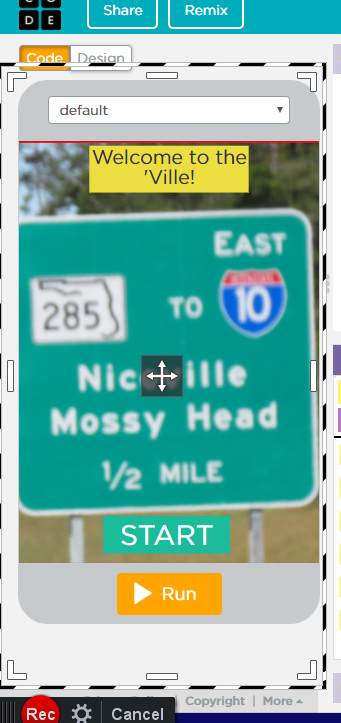 C O
D E
Share
Remix
Code
Design
default
Welcome to the
'Ville!
EAST
285
TO
10
Mossy Head
1/2 MILE
START
Run
Copyright | More
Rec
Cancel